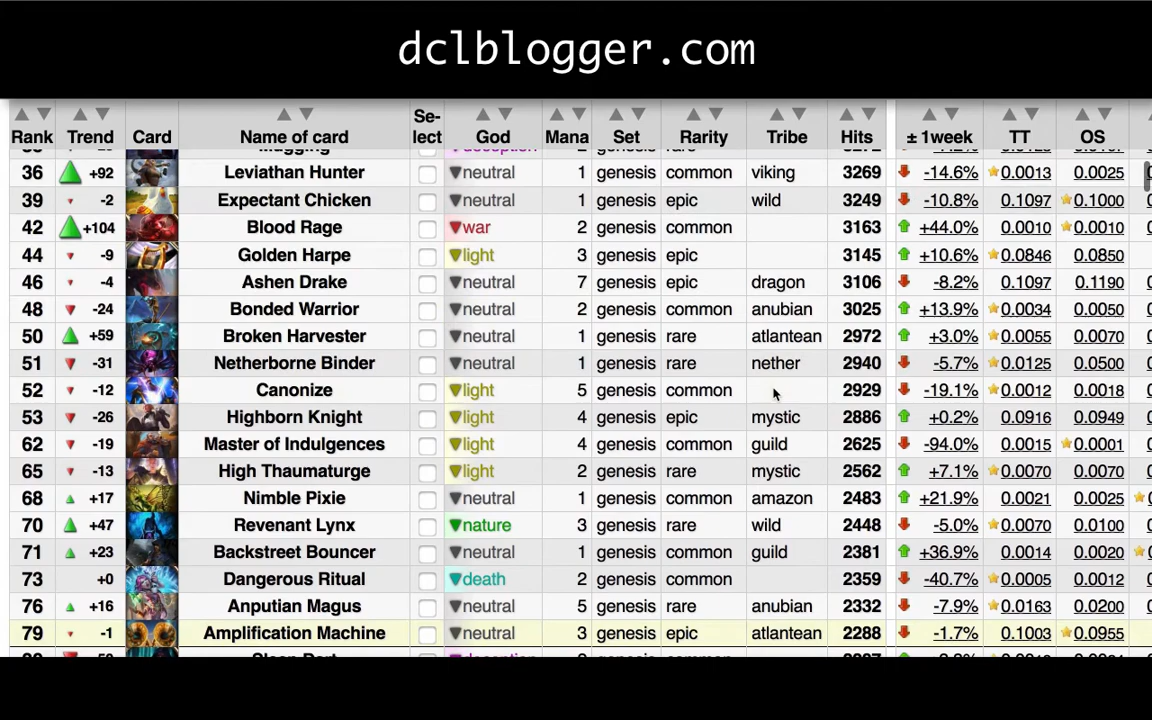 dclblogger.com
Rank Trend Card Name of card Se-lect God Mana Set Rarity Tribe Hits ± 1week TT OS
36 +92 Leviathan Hunter neutral 1 genesis common viking 3269 -14.6% 0.0013 0.0025
39 -2 Expectant Chicken neutral 1 genesis epic wild 3249 -10.8% 0.1097 0.1000
42 +104 Blood Rage war 2 genesis common 3163 +44.0% 0.0010 0.0010
44 -9 Golden Harpe light 3 genesis epic 3145 +10.6% 0.0846 0.0850
46 -4 Ashen Drake neutral 7 genesis epic dragon 3106 -8.2% 0.1097 0.1190
48 -24 Bonded Warrior neutral 2 genesis common anubian 3025 +13.9% 0.0034 0.0050
50 +59 Broken Harvester neutral 1 genesis rare atlantean 2972 +3.0% 0.0055 0.0070
51 -31 Netherborne Binder neutral 1 genesis rare nether 2940 -5.7% 0.0125 0.0500
52 -12 Canonize light 5 genesis common 2929 -19.1% 0.0012 0.0018
53 -26 Highborn Knight light 4 genesis epic mystic 2886 +0.2% 0.0916 0.0949
62 -19 Master of Indulgences light 4 genesis common guild 2625 -94.0% 0.0015 0.0001
65 -13 High Thaumaturge light 2 genesis rare mystic 2562 +7.1% 0.0070 0.0070
68 +17 Nimble Pixie neutral 1 genesis common amazon 2483 +21.9% 0.0021 0.0025
70 +47 Revenant Lynx nature 3 genesis rare wild 2448 -5.0% 0.0070 0.0100
71 +23 Backstreet Bouncer neutral 1 genesis common guild 2381 +36.9% 0.0014 0.0020
73 +0 Dangerous Ritual death 2 genesis common 2359 -40.7% 0.0005 0.0012
76 +16 Anputian Magus neutral 5 genesis rare anubian 2332 -7.9% 0.0163 0.0200
79 -1 Amplification Machine neutral 3 genesis epic atlantean 2288 -1.7% 0.1003 0.0955